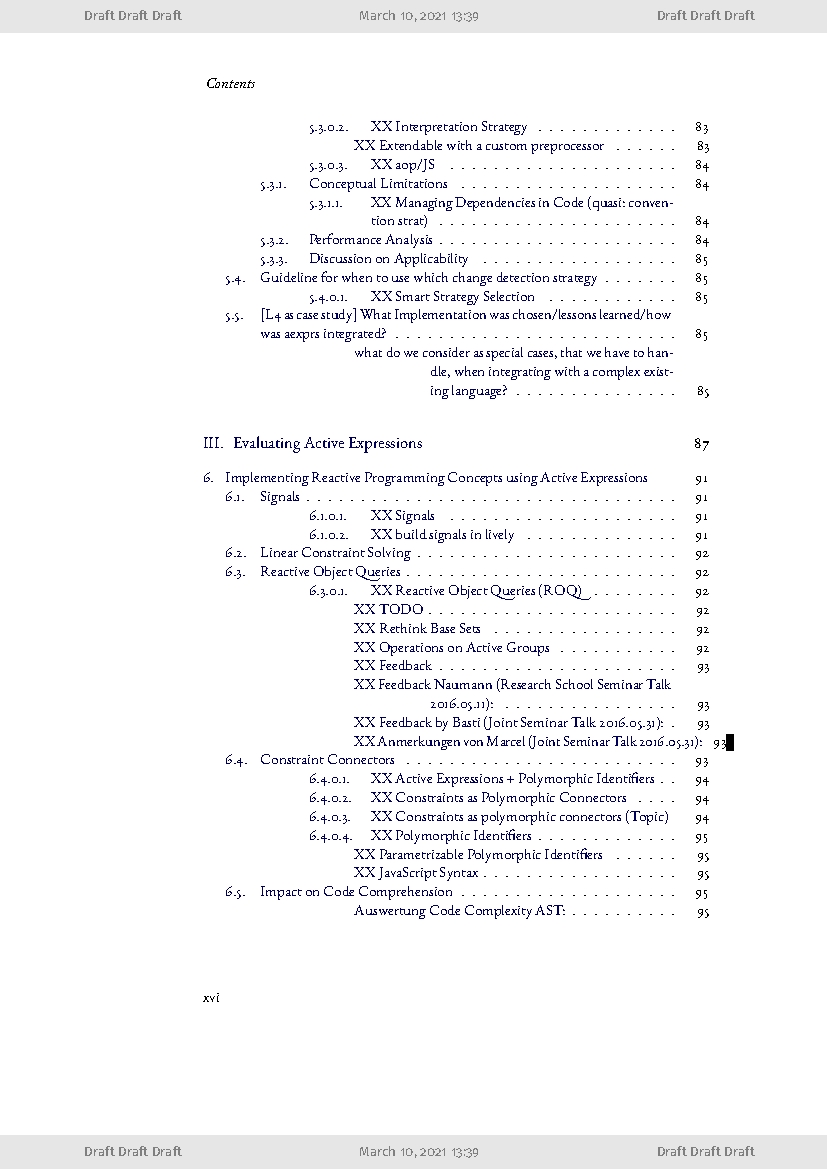 Draft Draft Draft March 10, 2021 13:39 Draft Draft Draft
Contents
5.3.0.2. XX Interpretation Strategy . . . . . . . . . . . . . 83
XX Extendable with a custom preprocessor . . . . . . 83
5.3.0.3. XX aop/JS . . . . . . . . . . . . . . . . . . . . . 84
5.3.1. Conceptual Limitations . . . . . . . . . . . . . . . . . . . . 84
5.3.1.1. XX Managing Dependencies in Code (quasi: conven-
tion strat) . . . . . . . . . . . . . . . . . . . . . . 84
5.3.2. Performance Analysis . . . . . . . . . . . . . . . . . . . . . . 84
5.3.3. Discussion on Applicability . . . . . . . . . . . . . . . . . . 85
5.4. Guideline for when to use which change detection strategy . . . . . . . 85
5.4.0.1. XX Smart Strategy Selection . . . . . . . . . . . . 85
5.5. [L4 as case study] What Implementation was chosen/lessons learned/how
was aexprs integrated? . . . . . . . . . . . . . . . . . . . . . . . . . . 85
what do we consider as special cases, that we have to han-
dle, when integrating with a complex exist-
ing language? . . . . . . . . . . . . . . . 85
III. Evaluating Active Expressions 87
6. Implementing Reactive Programming Concepts using Active Expressions 91
6.1. Signals . . . . . . . . . . . . . . . . . . . . . . . . . . . . . . . . . . 91
6.1.0.1. XX Signals . . . . . . . . . . . . . . . . . . . . . 91
6.1.0.2. XX build signals in lively . . . . . . . . . . . . . . 91
6.2. Linear Constraint Solving . . . . . . . . . . . . . . . . . . . . . . . . 92
6.3. Reactive Object Queries . . . . . . . . . . . . . . . . . . . . . . . . . 92
6.3.0.1. XX Reactive Object Queries (ROQ) . . . . . . . . 92
XX TODO . . . . . . . . . . . . . . . . . . . . . . . 92
XX Rethink Base Sets . . . . . . . . . . . . . . . . . 92
XX Operations on Active Groups . . . . . . . . . . . 92
XX Feedback . . . . . . . . . . . . . . . . . . . . . . 93
XX Feedback Naumann (Research School Seminar Talk
2016.05.11): . . . . . . . . . . . . . . . . 93
XX Feedback by Basti (Joint Seminar Talk 2016.05.31): . 93
XX Anmerkungen von Marcel (Joint Seminar Talk 2016.05.31): 93
6.4. Constraint Connectors . . . . . . . . . . . . . . . . . . . . . . . . . 93
6.4.0.1. XX Active Expressions + Polymorphic Identifiers . . 94
6.4.0.2. XX Constraints as Polymorphic Connectors . . . . 94
6.4.0.3. XX Constraints as polymorphic connectors (Topic) 94
6.4.0.4. XX Polymorphic Identifiers . . . . . . . . . . . . . 95
XX Parametrizable Polymorphic Identifiers . . . . . . 95
XX JavaScript Syntax . . . . . . . . . . . . . . . . . . 95
6.5. Impact on Code Comprehension . . . . . . . . . . . . . . . . . . . . 95
Auswertung Code Complexity AST: . . . . . . . . . . 95
xvi
Draft Draft Draft March 10, 2021 13:39 Draft Draft Draft